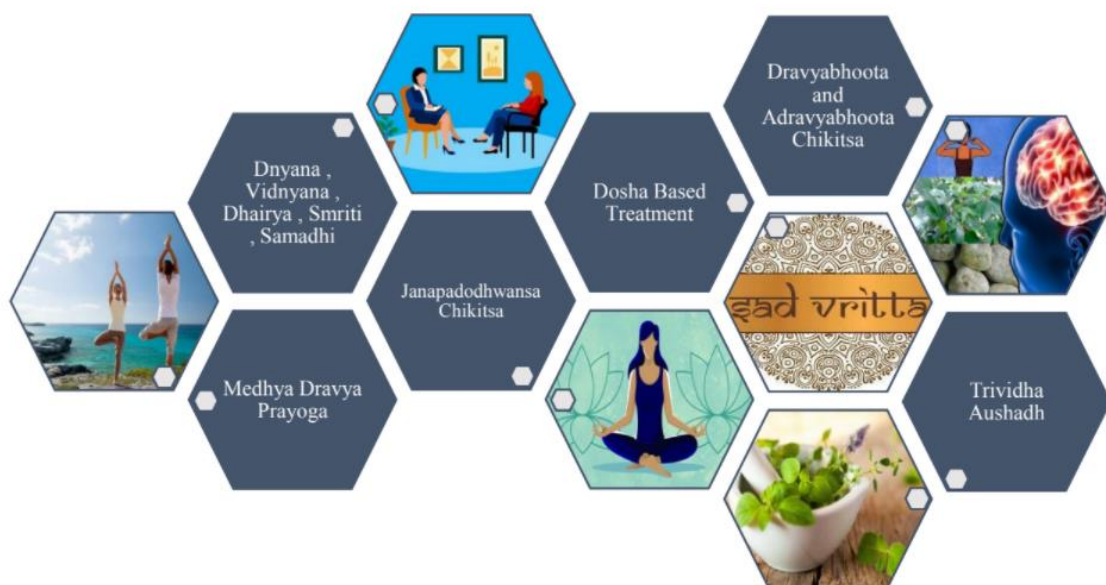 Dravyabhoota
and
Adravyabhoota
Chikitsa
Dnyana ,
Vidnyana ,
Dhairya , Smriti
, Samadhi
Dosha Based
Treatment
Janapadodhwansa
Chikitsa
sad vritta
Medhya Dravya
Prayoga
Trividha
Aushadh